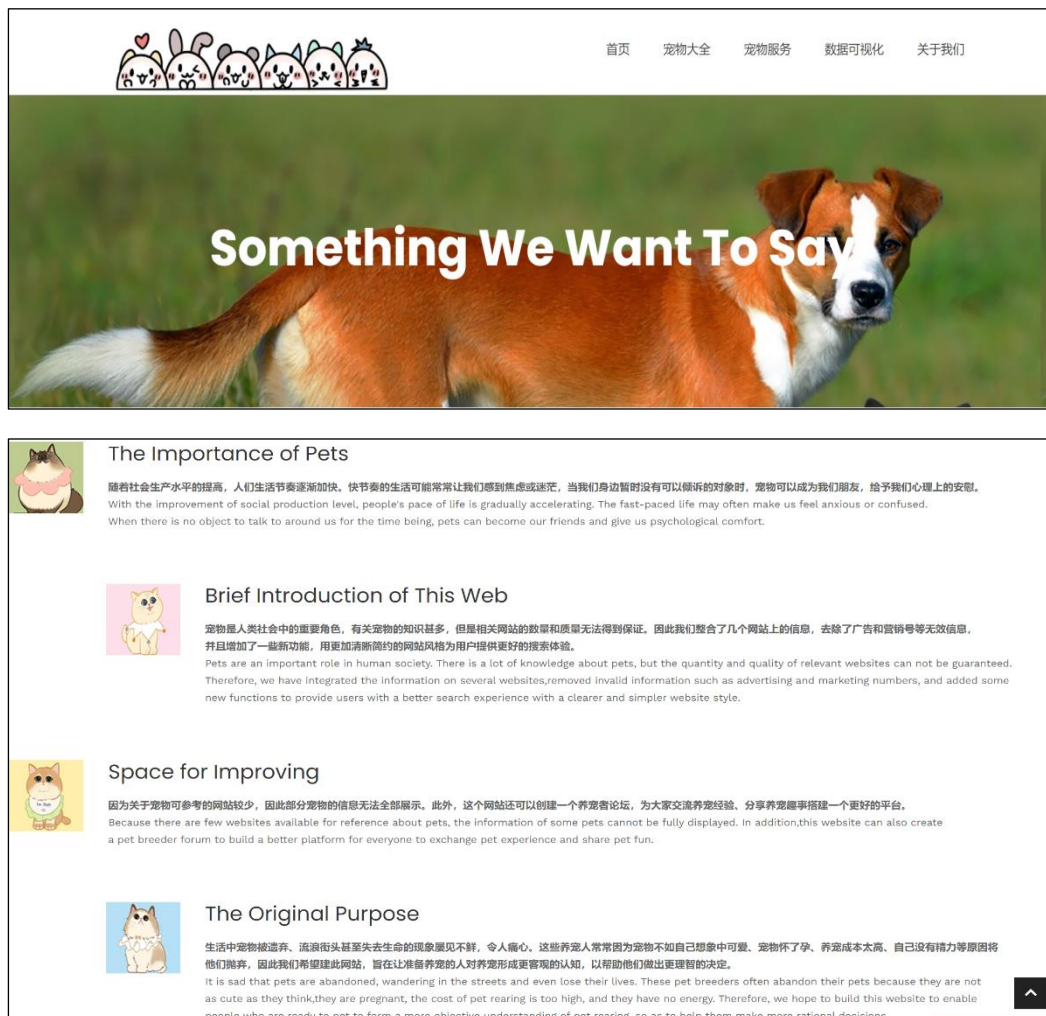 首页 宠物大全 宠物服务 数据可视化 关于我们
Something We Want To Say
The Importance of Pets
随着社会生产水平的提高，人们生活节奏逐渐加快。快节奏的生活可能常常让我们感到焦虑或迷茫，当我们身边暂时没有可以倾诉的对象时，宠物可以成为我们朋友，给予我们心理上的安慰。
With the improvement of social production level, people's pace of life is gradually accelerating. The fast-paced life may often make us feel anxious or confused.
When there is no object to talk to around us for the time being, pets can become our friends and give us psychological comfort.
Brief Introduction of This Web
宠物是人类社会中的重要角色，有关宠物的知识甚多，但是相关网站的数量和质量无法得到保证。因此我们整合了几个网站上的信息，去除了广告和营销号等无效信息，
并且增加了一些新功能，用更加清晰简约的网站风格为用户提供更好的搜索体验。
Pets are an important role in human society. There is a lot of knowledge about pets, but the quantity and quality of relevant websites can not be guaranteed.
Therefore, we have integrated the information on several websites,removed invalid information such as advertising and marketing numbers, and added some
new functions to provide users with a better search experience with a clearer and simpler website style.
Space for Improving
因为关于宠物可参考的网站较少，因此部分宠物的信息无法全部展示。此外，这个网站还可以创建一个养宠者论坛，为大家交流养宠经验、分享养宠趣事搭建一个更好的平台。
Because there are few websites available for reference about pets, the information of some pets cannot be fully displayed. In addition,this website can also create
a pet breeder forum to build a better platform for everyone to exchange pet experience and share pet fun.
The Original Purpose
生活中宠物被遗弃、流浪街头甚至失去生命的现象屡见不鲜，令人痛心。这些养宠人常常因为宠物不如自己想象中可爱、宠物怀了孕、养宠成本太高、自己没有精力等原因将
他们抛弃，因此我们希望建此网站，旨在让准备养宠的人对养宠形成更客观的认知，以帮助他们做出更理智的决定。
It is sad that pets are abandoned, wandering in the streets and even lose their lives. These pet breeders often abandon their pets because they are not
as cute as they think,they are pregnant, the cost of pet rearing is too high, and they have no energy. Therefore, we hope to build this website to enable
people who are ready to pet to form a more objective understanding of pet rearing, so as to help them make more rational decisions